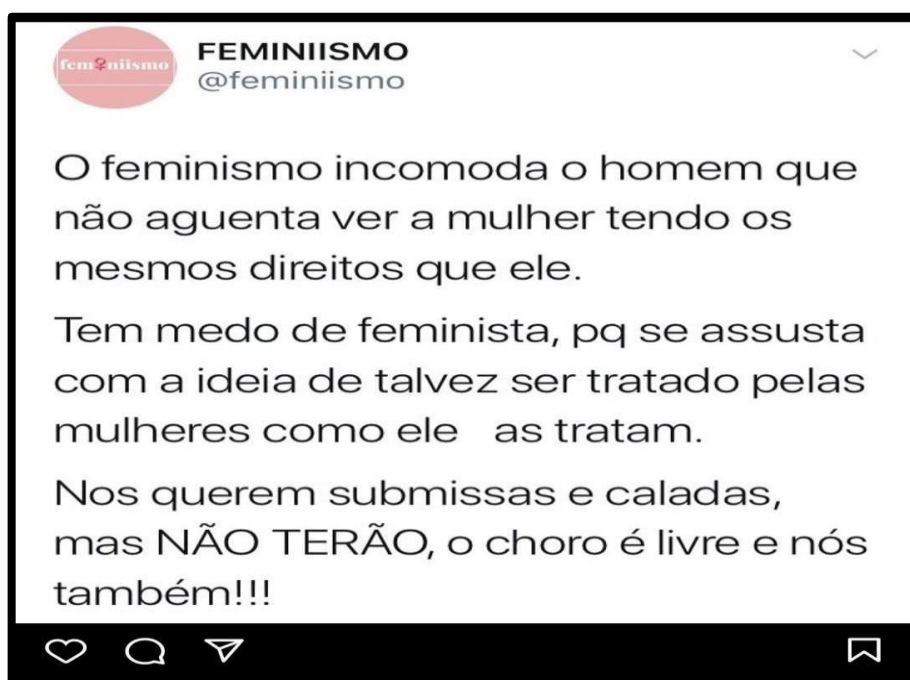 fem♀niismo
FEMINIISMO
@feminiismo
O feminismo incomoda o homem que
não aguenta ver a mulher tendo os
mesmos direitos que ele.
Tem medo de feminista, pq se assusta
com a ideia de talvez ser tratado pelas
mulheres como ele as tratam.
Nos querem submissas e caladas,
mas NÃO TERÃO, o choro é livre e nós
também!!!